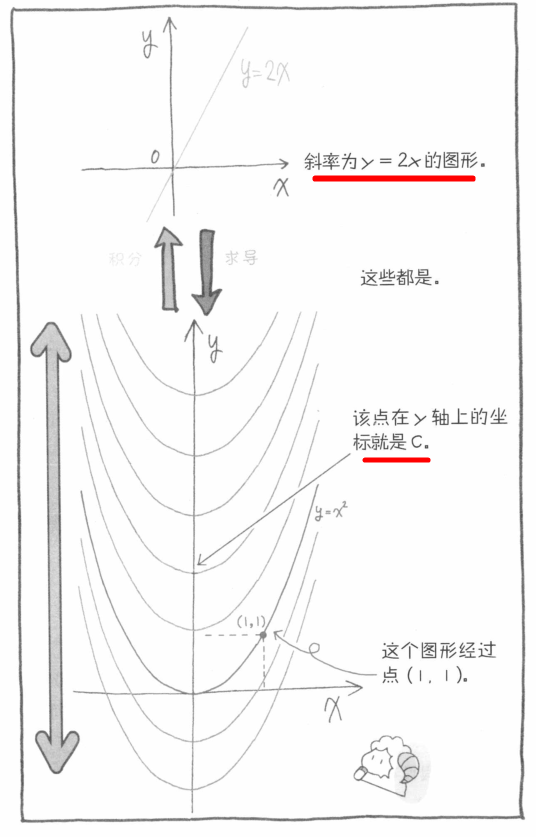 y
y=2x
0
x
斜率为y=2x的图形。
积分
求导
这些都是。
y
该点在y轴上的坐
标就是C。
y=x²
(1,1)
这个图形经过
点(1,1)。
x